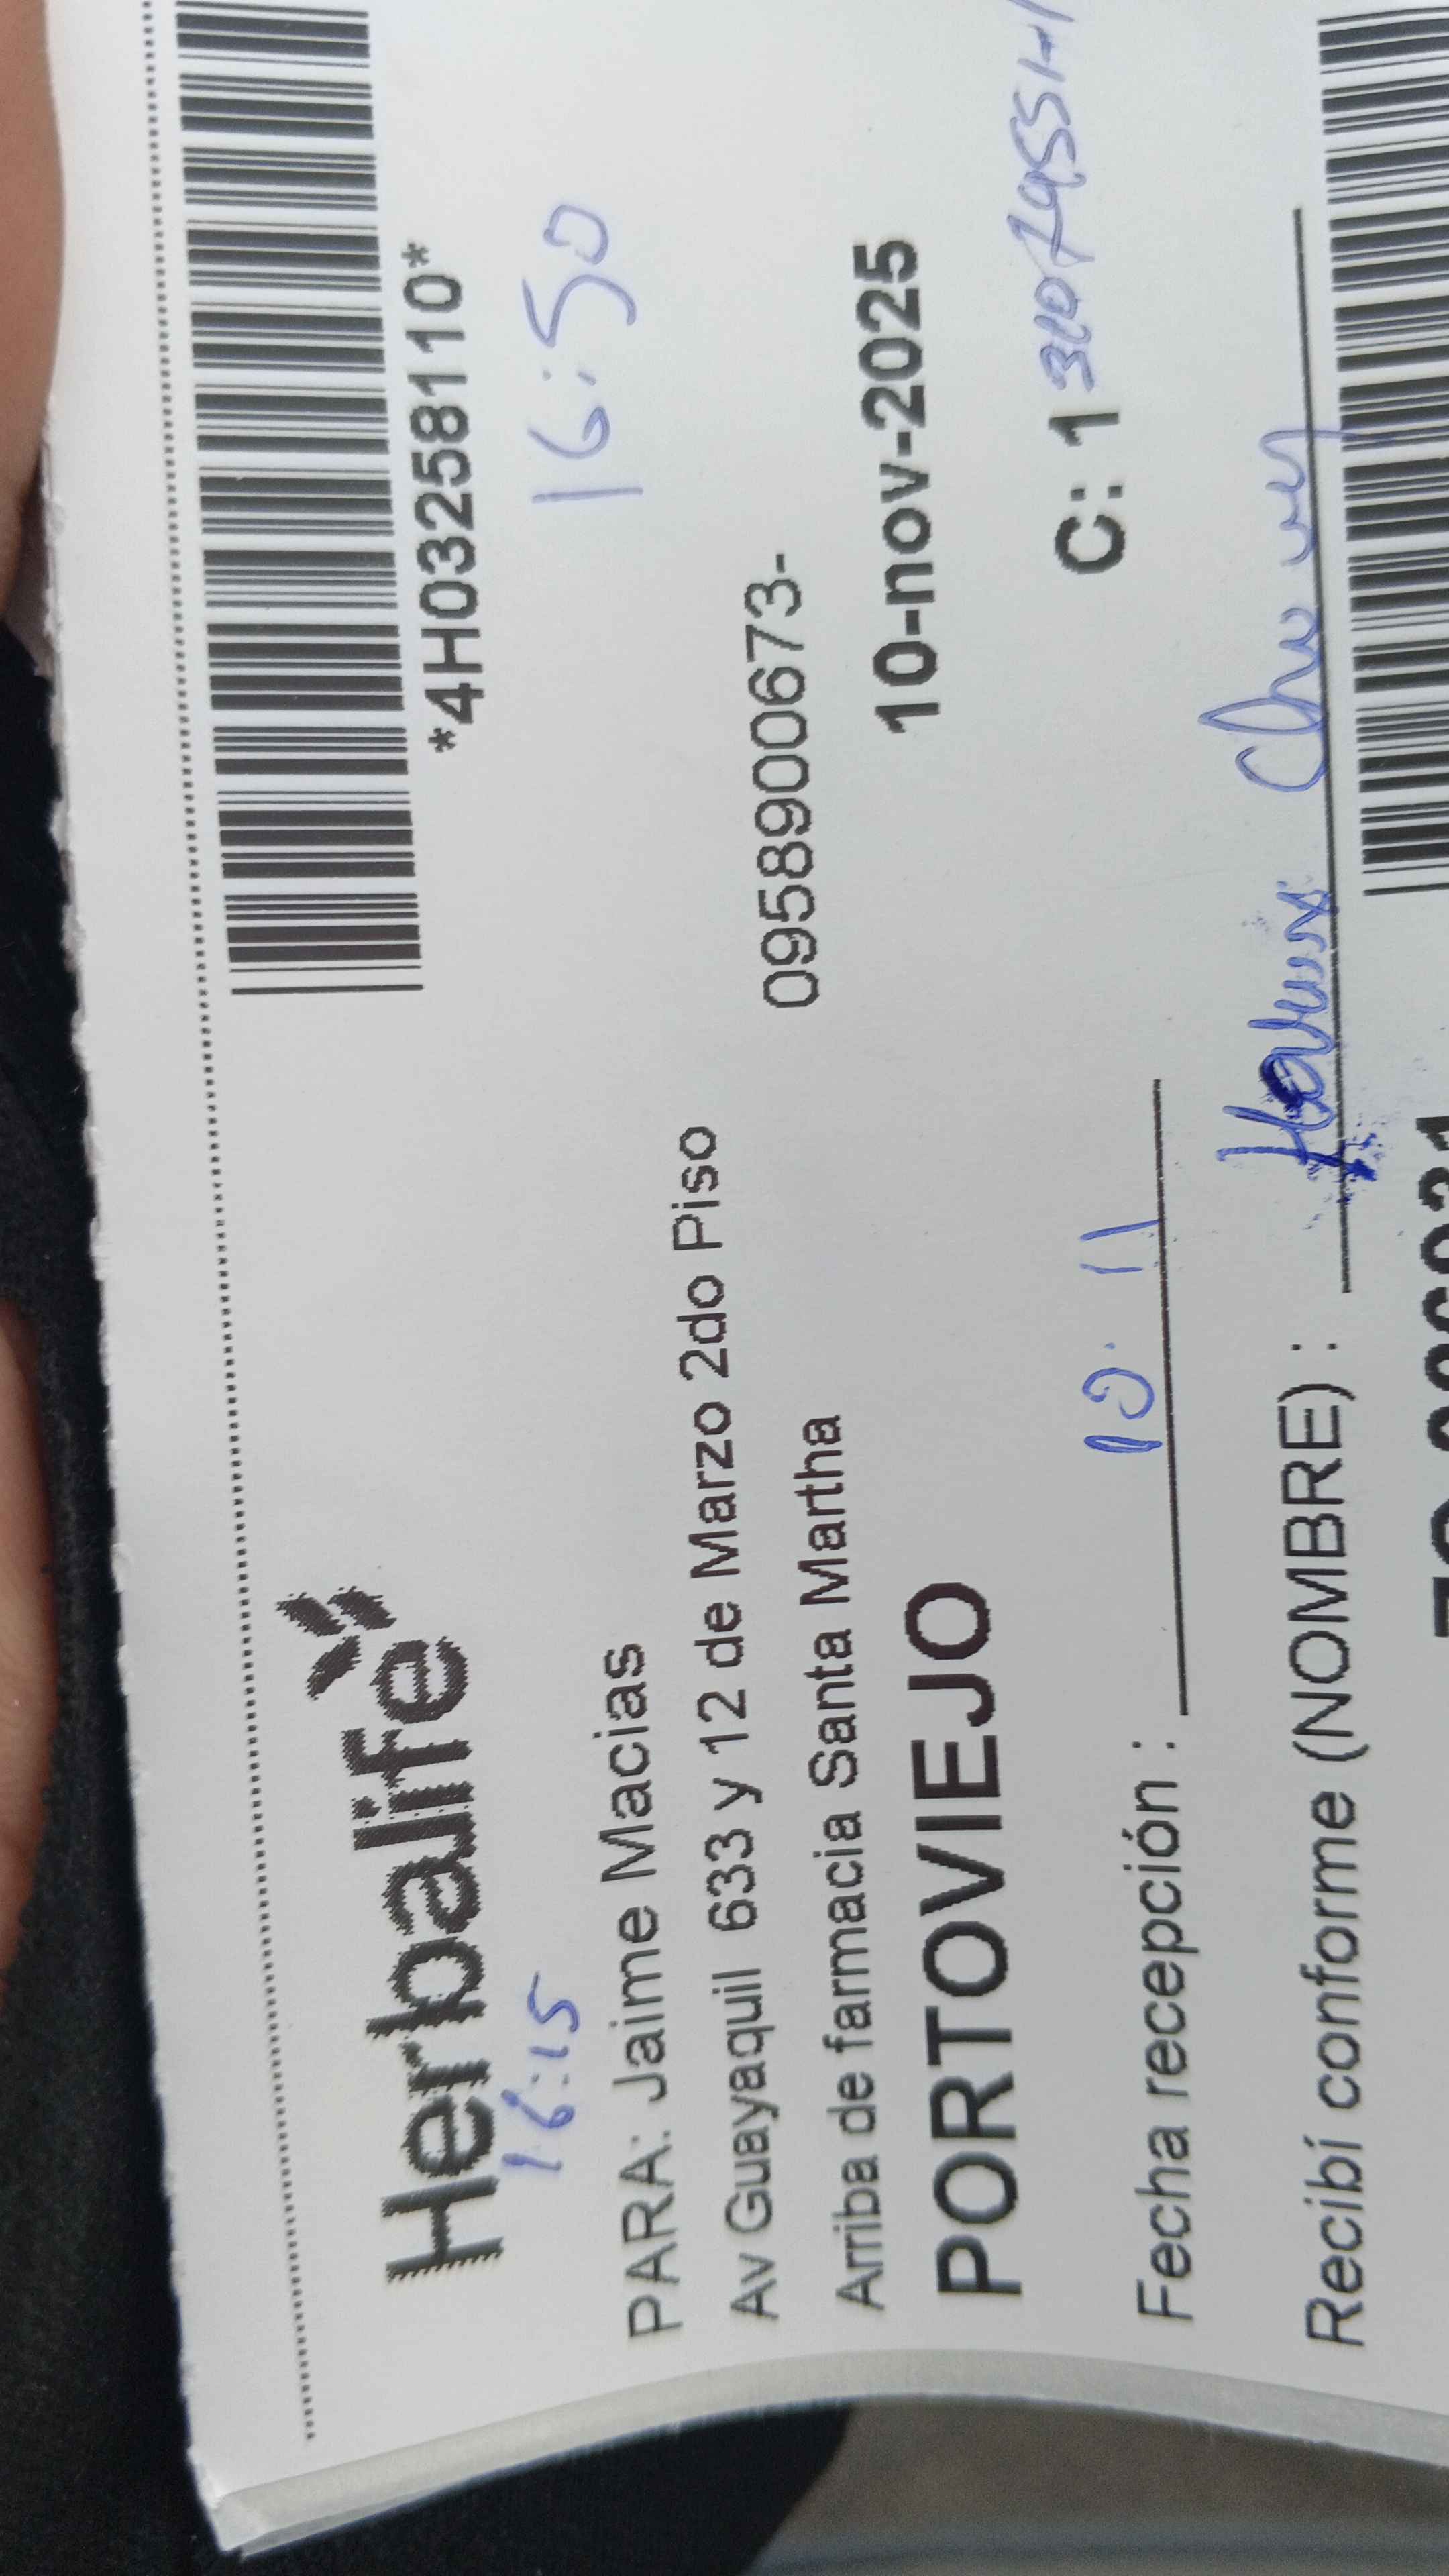 *4H03258110*
Herbalife
16:15
16:50
PARA: Jaime Macias
Av Guayaquil 633 y 12 de Marzo 2do Piso
0958900673-
Arriba de farmacia Santa Martha
PORTOVIEJO
10-nov-2025
C: 1
Fecha recepción :
10. 11
Recibí conforme (NOMBRE) :